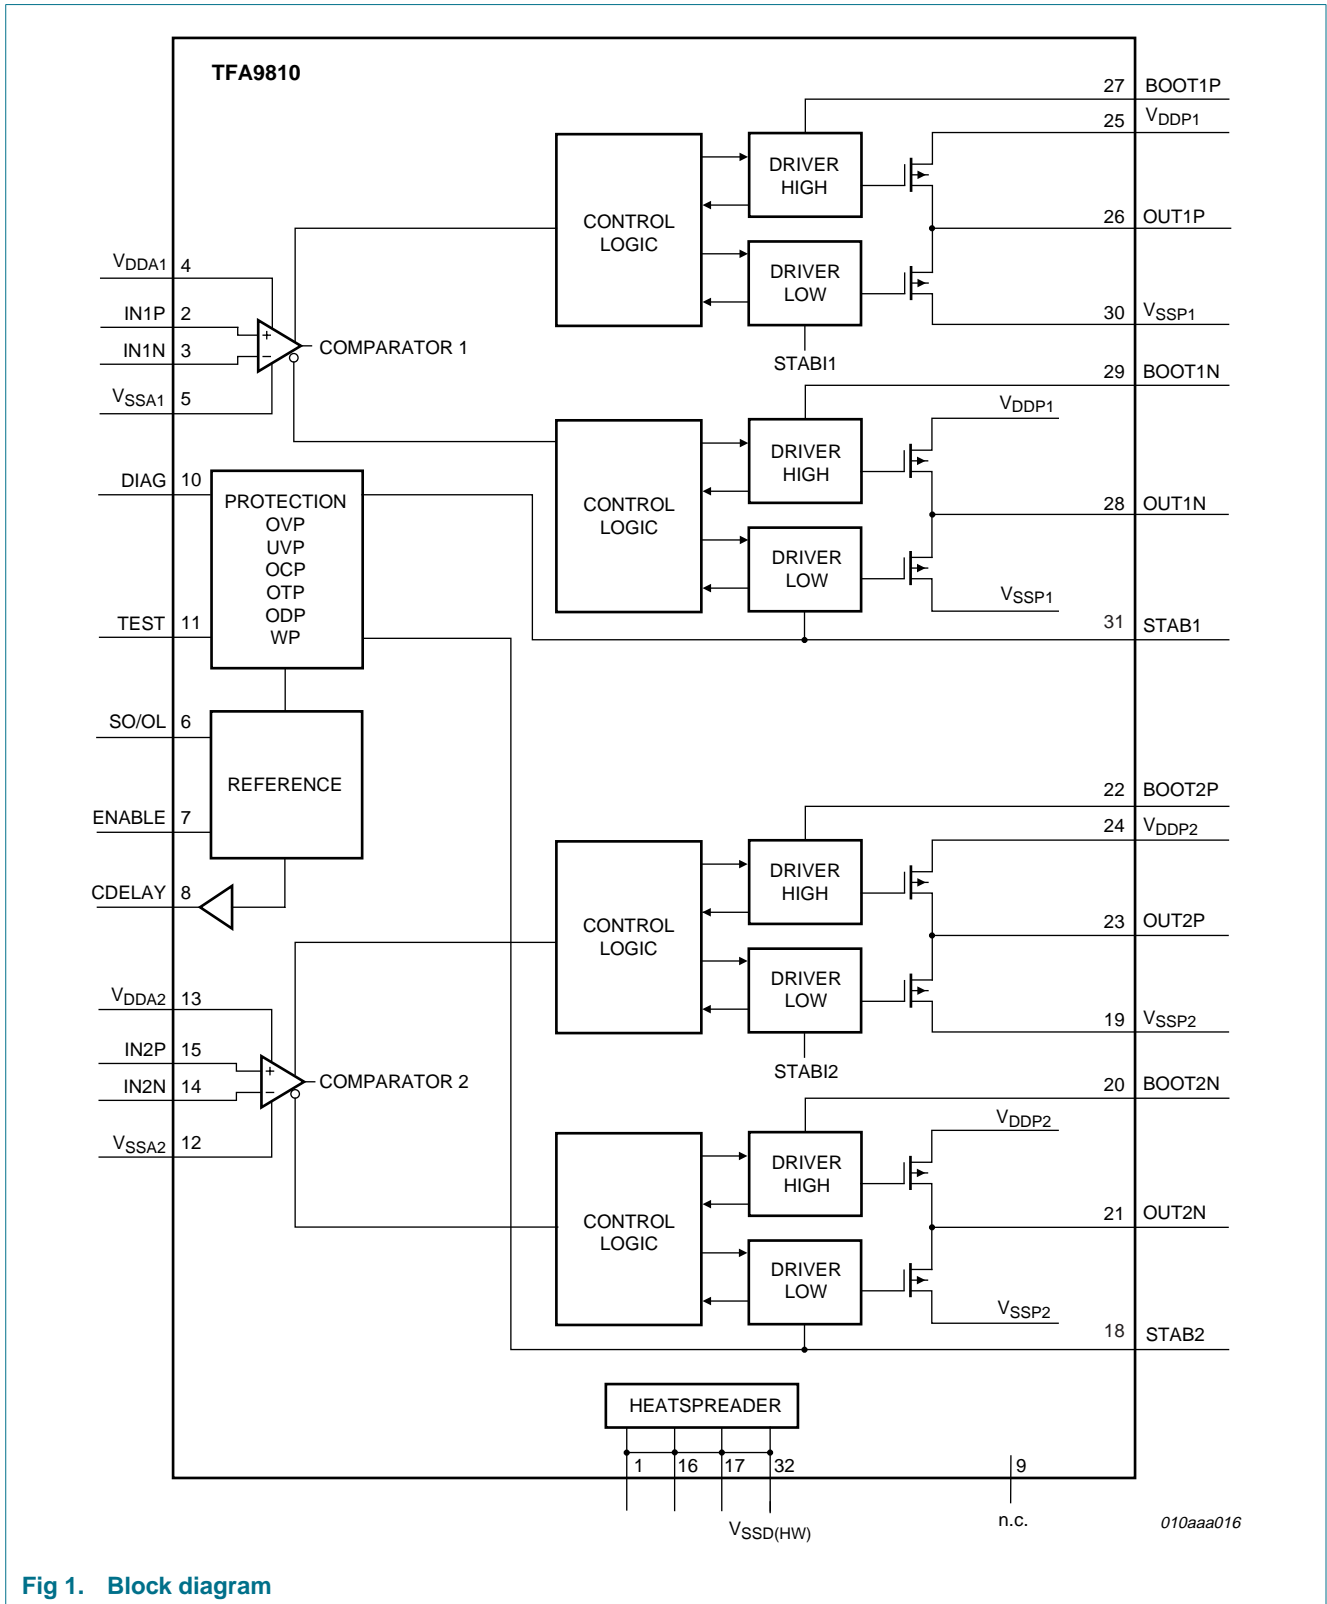 TFA9810
27 BOOT1P
25 VDDP1
DRIVER
HIGH
CONTROL
LOGIC
26 OUT1P
VDDA1 4
DRIVER
LOW
IN1P 2
30 VSSP1
+
COMPARATOR 1
IN1N 3
−
STABI1
29 BOOT1N
VSSA1 5
VDDP1
DRIVER
HIGH
DIAG 10
PROTECTION
OVP
UVP
OCP
OTP
ODP
WP
CONTROL
LOGIC
28 OUT1N
DRIVER
LOW
VSSP1
TEST 11
31 STAB1
SO/OL 6
REFERENCE
22 BOOT2P
ENABLE 7
24 VDDP2
DRIVER
HIGH
CDELAY 8
CONTROL
LOGIC
23 OUT2P
DRIVER
LOW
VDDA2 13
19 VSSP2
IN2P 15
+
STABI2
COMPARATOR 2
IN2N 14
−
20 BOOT2N
VDDP2
VSSA2 12
DRIVER
HIGH
CONTROL
LOGIC
21 OUT2N
DRIVER
LOW
VSSP2
18 STAB2
HEATSPREADER
1 16 17 32 9
VSSD(HW)
n.c.
010aaa016
Fig 1. Block diagram